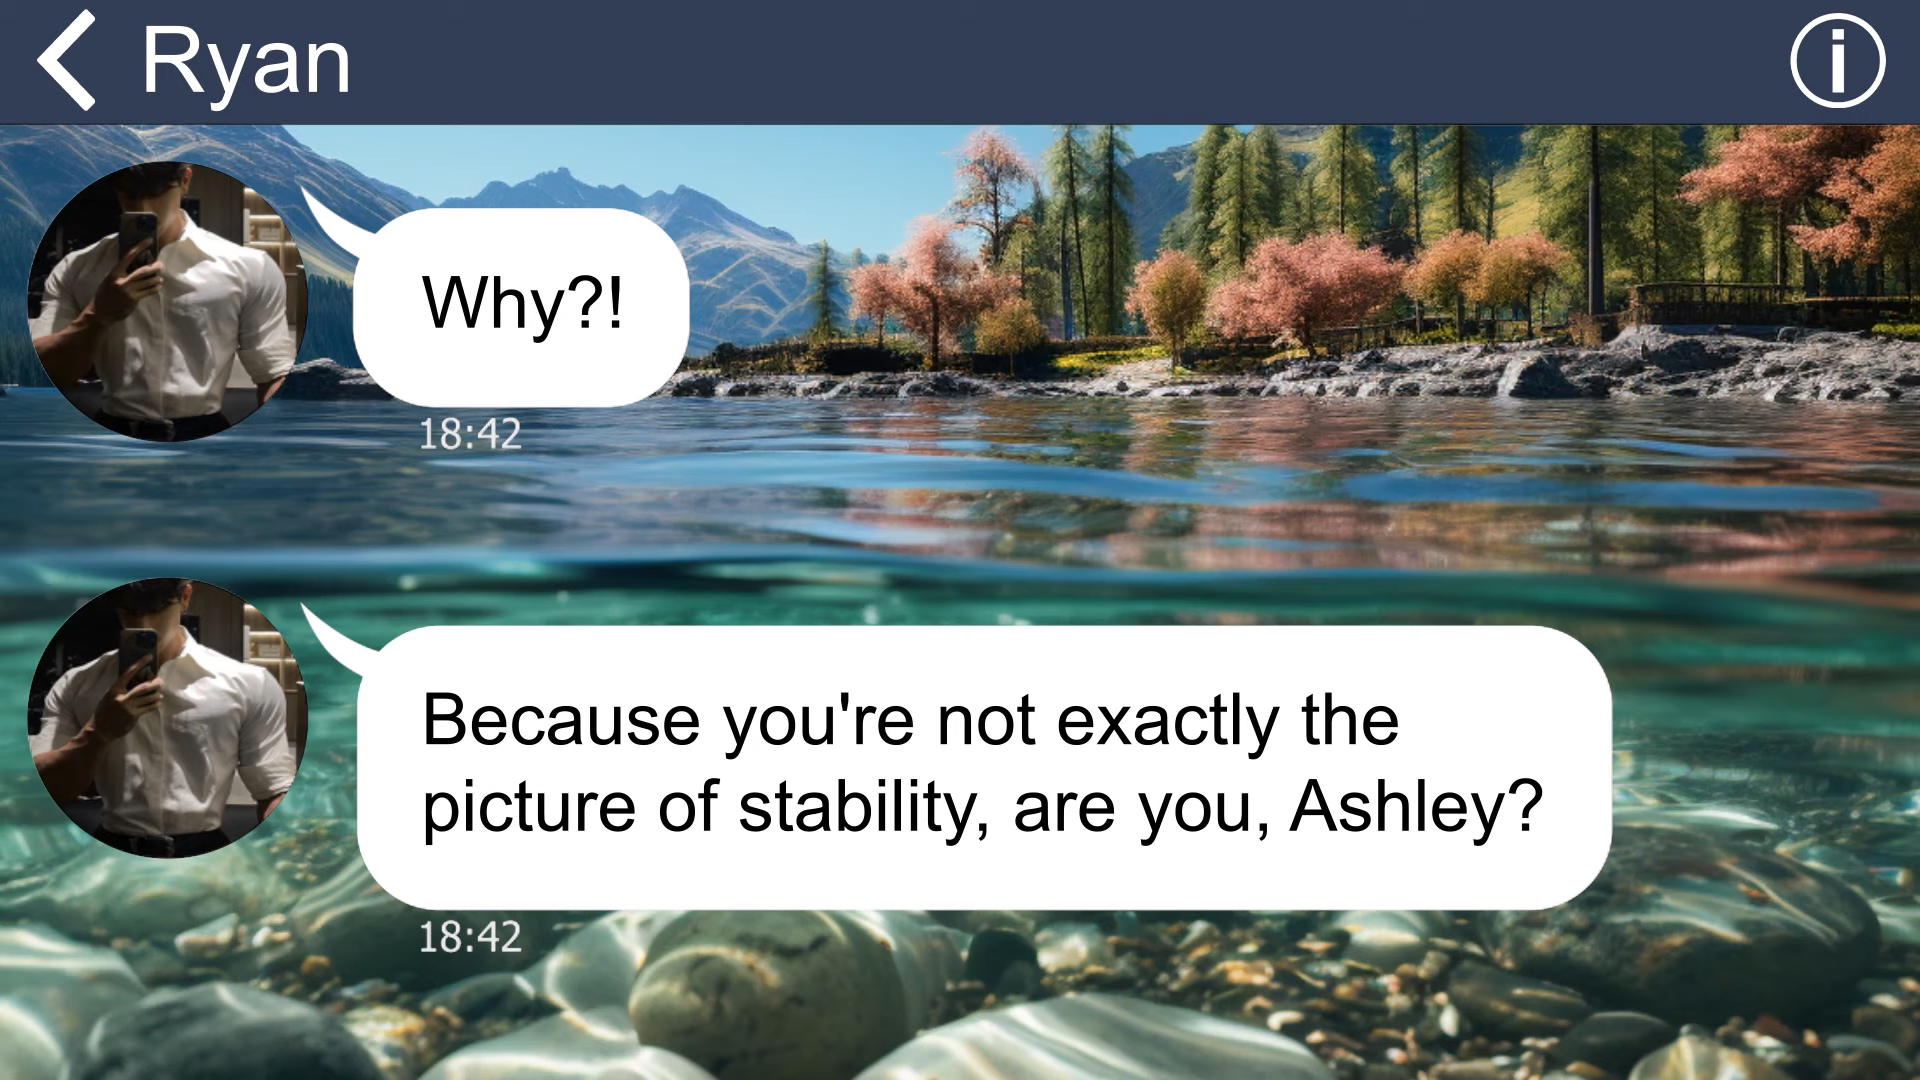 Ryan
Why?!
18:42
Because you're not exactly the
picture of stability, are you, Ashley?
18:42